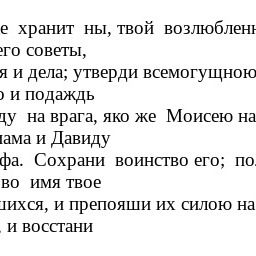 е хранит ны, твой возлюбленн
его советы,
я и дела; утверди всемогущною
о и подаждь
ду на врага, яко же Моисею на
лама и Давиду
фа. Сохрани воинство его; по
во имя твое
шихся, и препояши их силою на
, и восстани